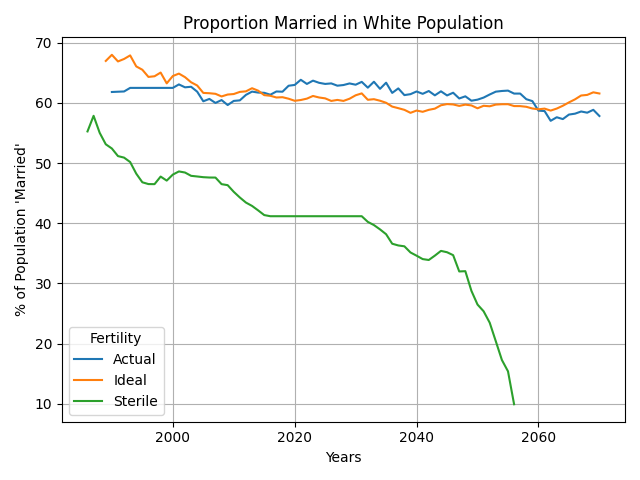 Proportion Married in White Population
% of Population 'Married'
70
60
50
40
30
20
10
Fertility
Actual
Ideal
Sterile
2000 2020 2040 2060
Years